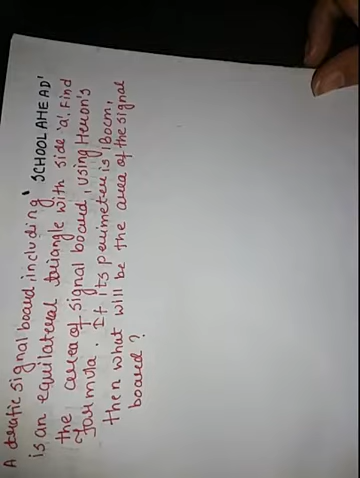 A traffic signal board, including 'SCHOOL AHEAD'
is an equilateral triangle with side 'a'. Find
the area of signal board, using Heron's
Formula. If its perimeter is 180cm,
then what will be the area of the signal
board?